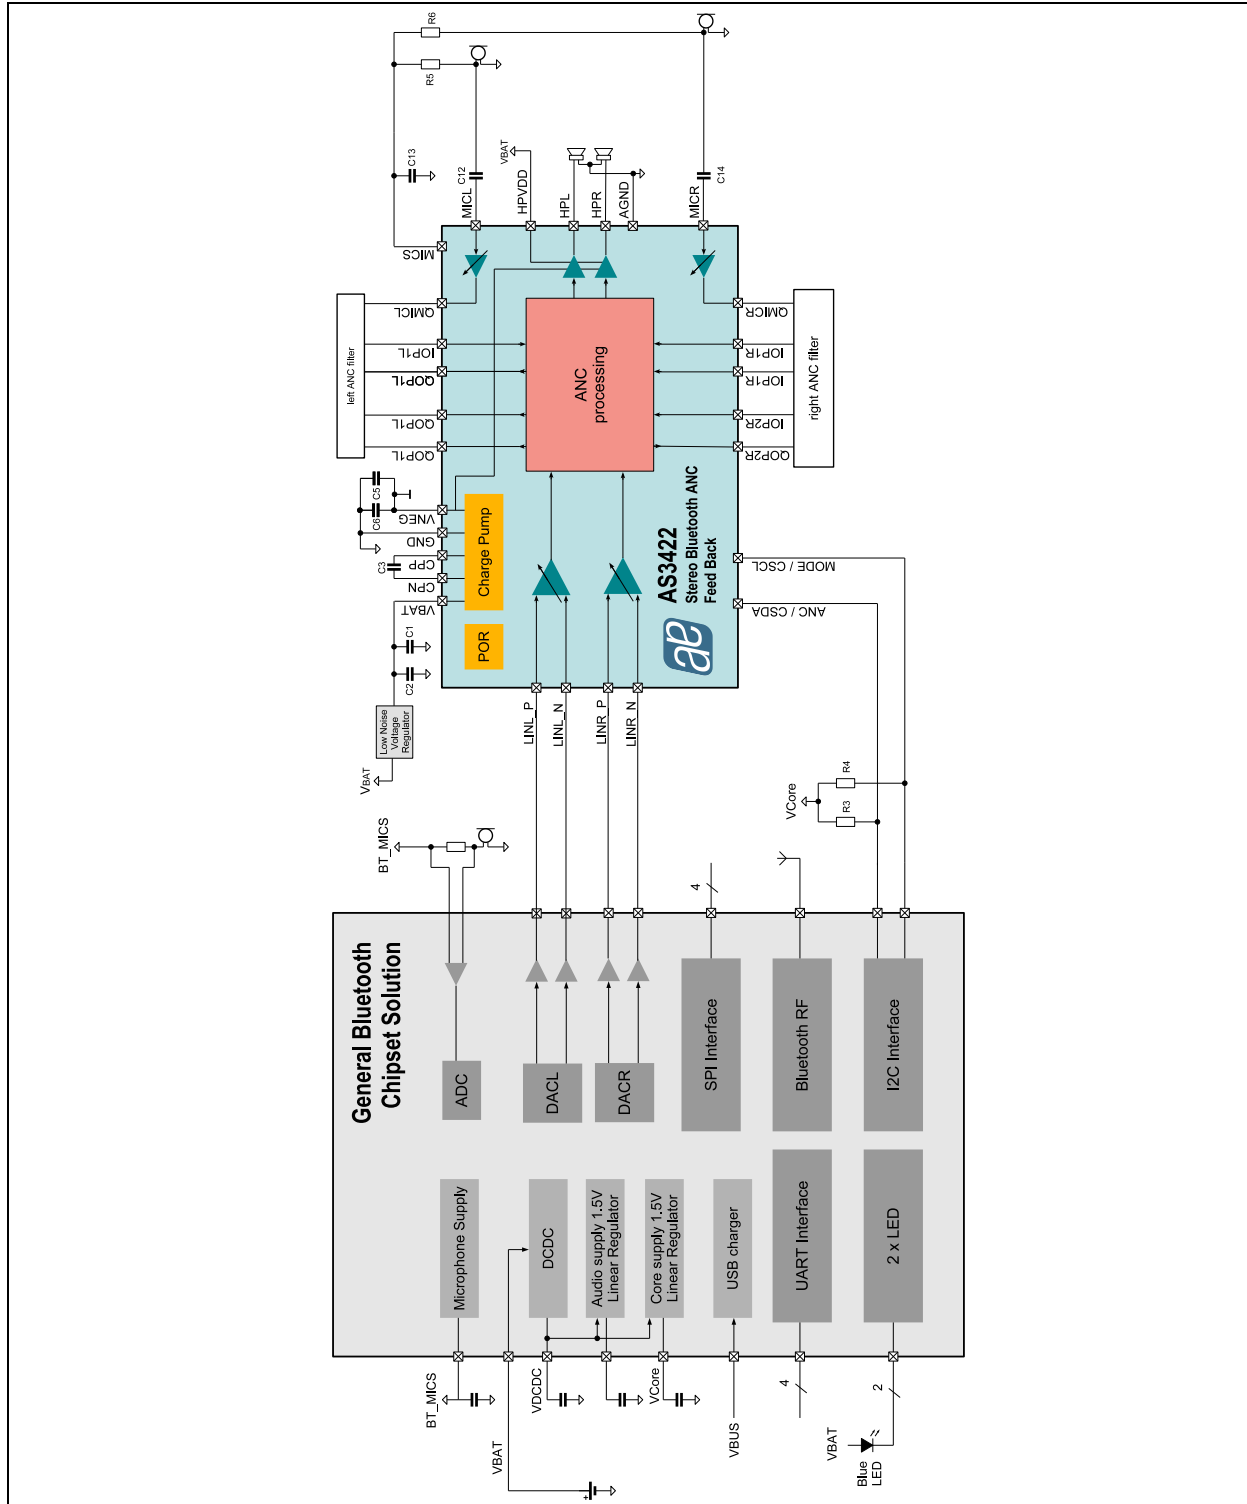 R6
R5
C13
C12
C14
VBAT
MICL
HPVDD
HPL
HPR
AGND
MICR
MICS
left ANC filter
QMICL
IOP1L
QOP1L
QOP1L
QOP1L
ANC
processing
QMICR
IOP1R
IOP1R
IOP2R
QOP2R
right ANC filter
C5
C6
C3
VNEG
GND
CPP
CPN
VBAT
Charge Pump
POR
C1
C2
Low Noise
Voltage
Regulator
VBAT
AS3422
Stereo Bluetooth ANC
Feed Back
MODE / CSCL
ANC / CSDA
LINL_P
LINL_N
LINR_P
LINR_N
VCore
R4
R3
BT_MICS
4
General Bluetooth
Chipset Solution
ADC
DACL
DACR
SPI Interface
Bluetooth RF
I2C Interface
Microphone Supply
DCDC
Audio supply 1.5V
Linear Regulator
Core supply 1.5V
Linear Regulator
USB charger
UART Interface
2 x LED
BT_MICS
VBAT
VDCDC
VCore
VBUS
4
2
VBAT
Blue
LED
+